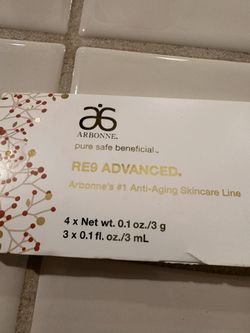 ARBONNE.
pure safe beneficial™
RE9 ADVANCED.
Arbonne's #1 Anti-Aging Skincare Line
4 x Net wt. 0.1 oz./3 g
3 x 0.1 fl. oz./3 mL